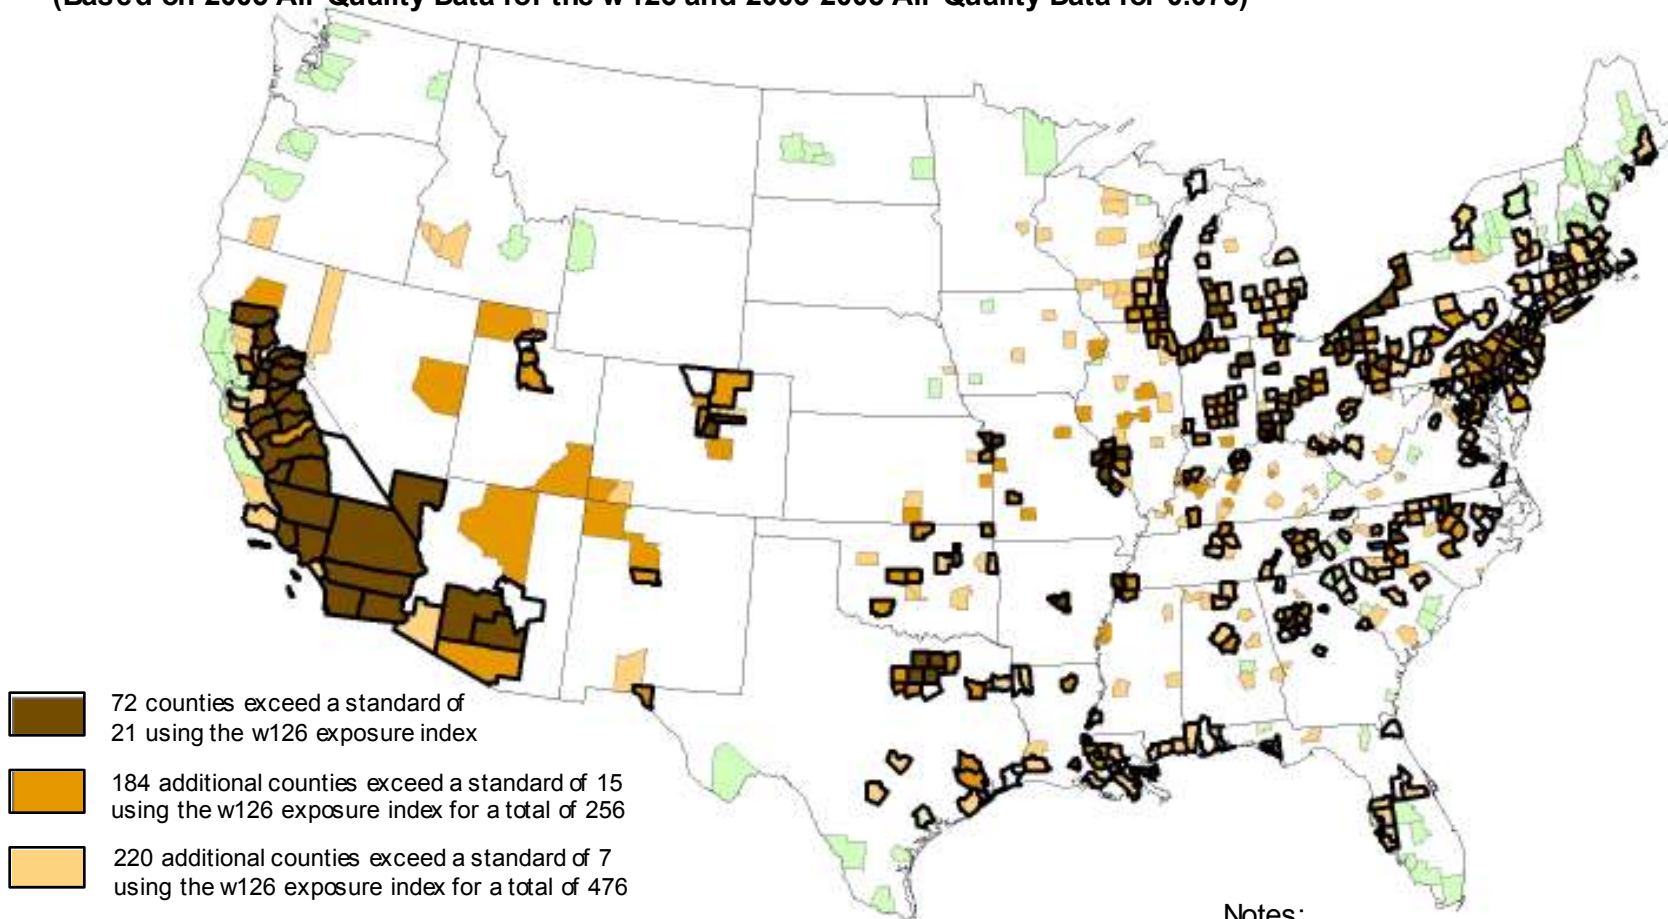 72 counties exceed a standard of
21 using the w126 exposure index
184 additional counties exceed a standard of 15
using the w126 exposure index for a total of 256
220 additional counties exceed a standard of 7
using the w126 exposure index for a total of 476
Notes: